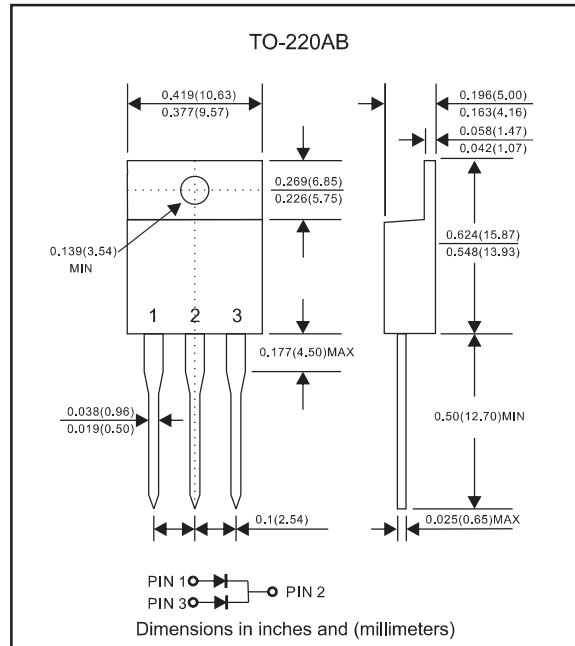 TO-220AB
0.419(10.63)
0.377(9.57)
0.196(5.00)
0.163(4.16)
0.058(1.47)
0.042(1.07)
0.269(6.85)
0.226(5.75)
0.139(3.54)
MIN
0.624(15.87)
0.548(13.93)
1 2 3
0.177(4.50)MAX
0.038(0.96)
0.019(0.50)
0.50(12.70)MIN
0.1(2.54)
0.025(0.65)MAX
PIN 1
PIN 2
PIN 3
Dimensions in inches and (millimeters)